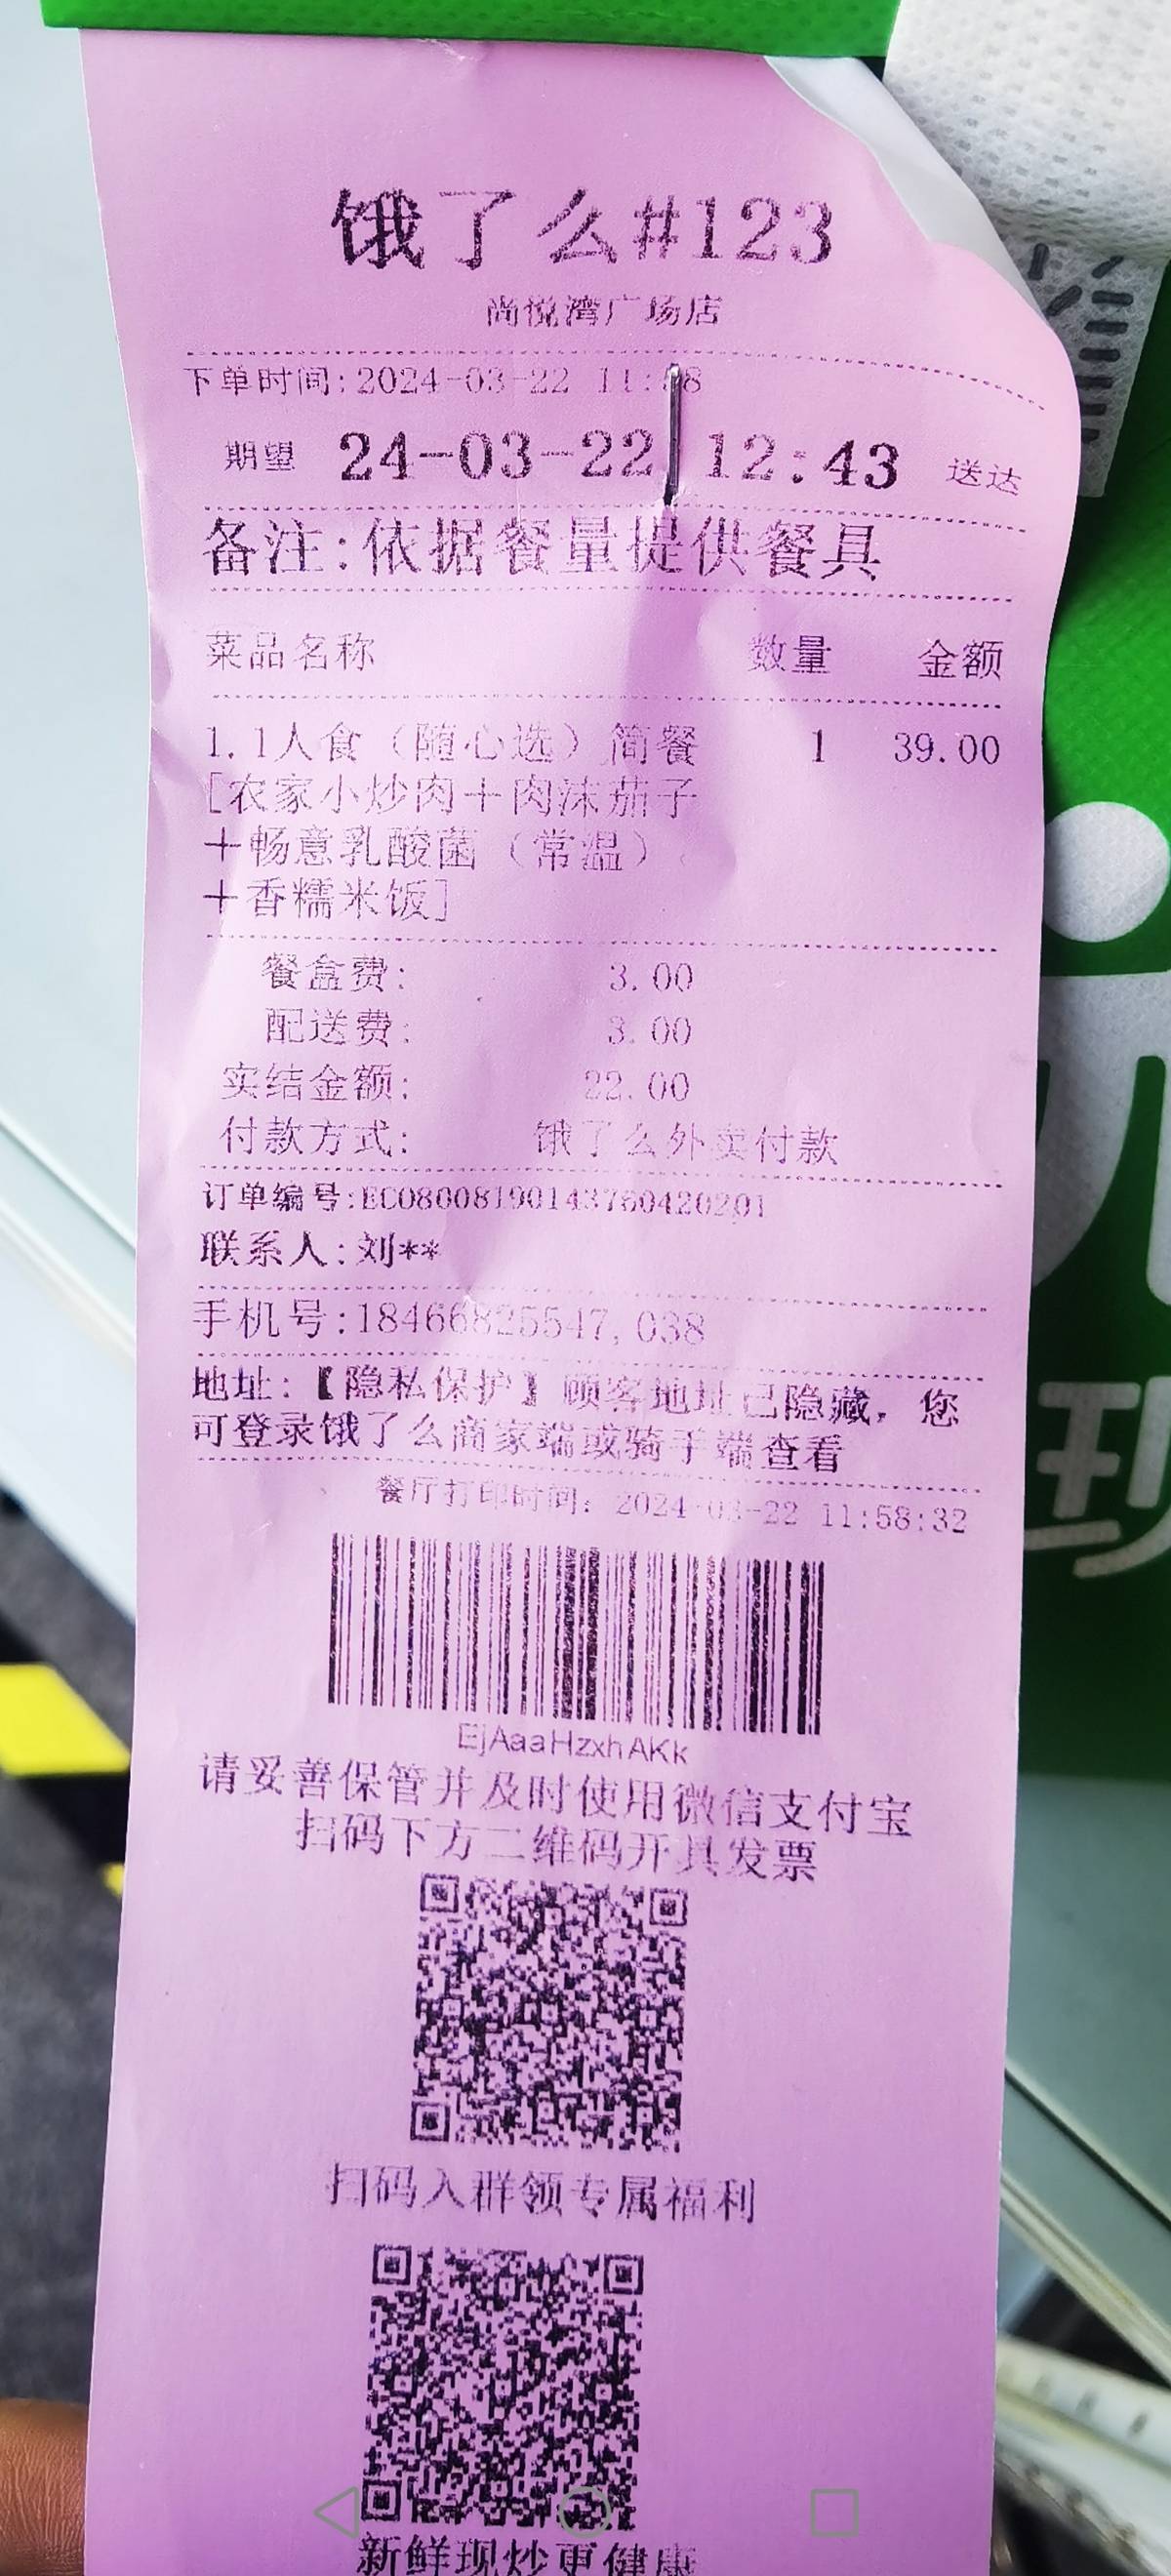 饿了么#123
尚悦湾广场店
下单时间:2024-03-22 11:8
期望 24-03-22 12:43 送达
备注:依据餐量提供餐具
菜品名称 数量 金额
1.1人食（随心选）简餐 1 39.00
[农家小炒肉+肉沫茄子
+畅意乳酸菌（常温）
+香糯米饭]
餐盒费: 3.00
配送费: 3.00
实结金额: 22.00
付款方式: 饿了么外卖付款
订单编号:EC0800819014376042020​1
联系人:刘**
手机号:18466825547,038
地址:【隐私保护】顾客地址已隐藏，您
可登录饿了么商家端或骑手端查看
餐厅打印时间: 2024-03-22 11:58:32
EjAaaHzxhAKk
请妥善保管并及时使用微信支付宝
扫码下方二维码开具发票
扫码入群领专属福利
新鲜现炒更健康
现